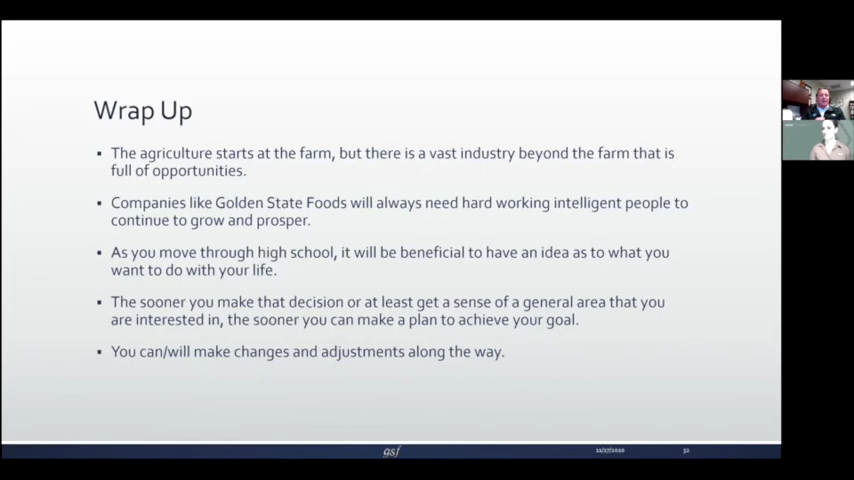 Wrap Up
▪ The agriculture starts at the farm, but there is a vast industry beyond the farm that is
full of opportunities.
▪ Companies like Golden State Foods will always need hard working intelligent people to
continue to grow and prosper.
▪ As you move through high school, it will be beneficial to have an idea as to what you
want to do with your life.
▪ The sooner you make that decision or at least get a sense of a general area that you
are interested in, the sooner you can make a plan to achieve your goal.
▪ You can/will make changes and adjustments along the way.
gsf
32